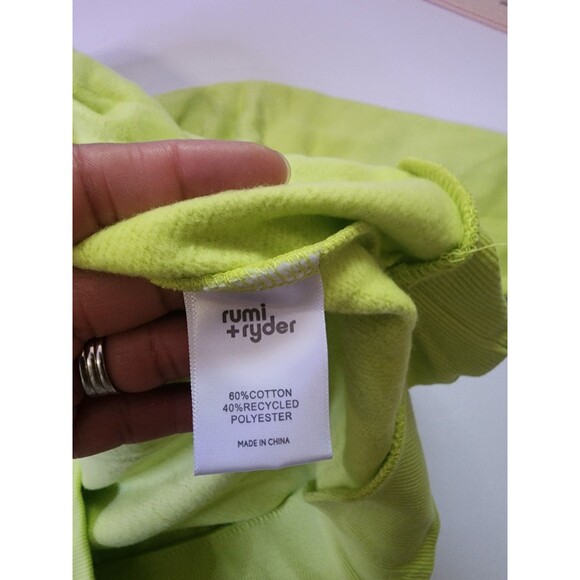 rumi
+ryder
60%COTTON
40%RECYCLED
POLYESTER
MADE IN CHINA